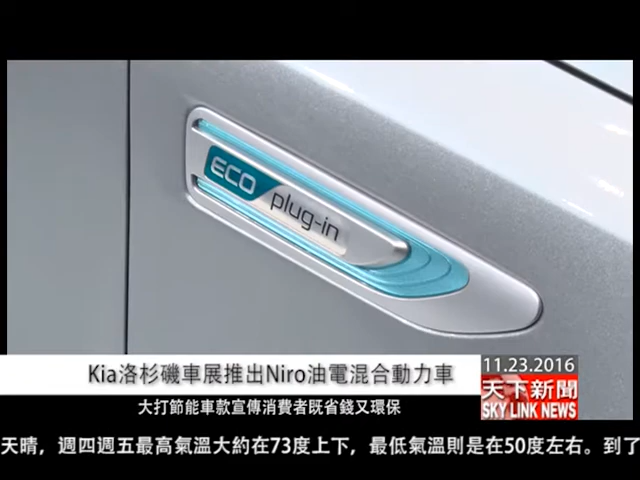 ECO plug-in
Kia洛杉磯車展推出Niro油電混合動力車
11.23.2016
大打節能車款宣傳消費者既省錢又環保
天下新聞
SKY LINK NEWS
天晴，週四週五最高氣溫大約在73度上下，最低氣溫則是在50度左右。到了